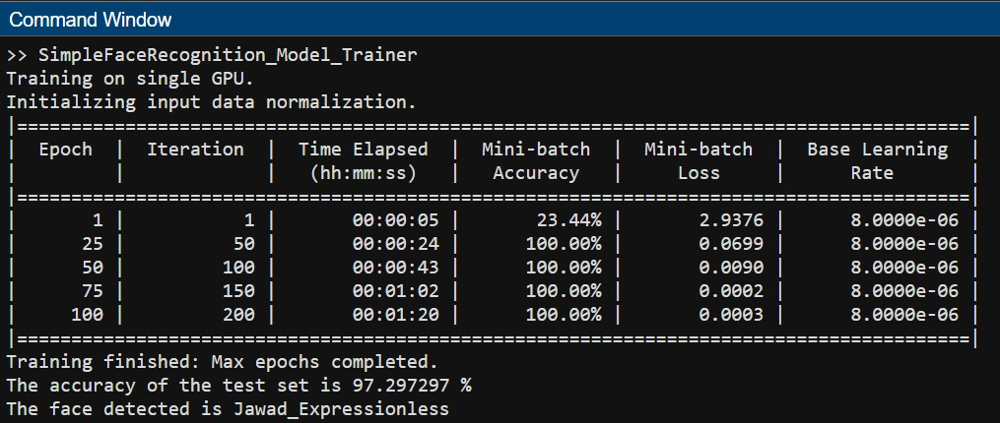 Command Window
>> SimpleFaceRecognition_Model_Trainer
Training on single GPU.
Initializing input data normalization.
|========================================================================================|
|  Epoch  |  Iteration  |  Time Elapsed  |  Mini-batch  |  Mini-batch  |  Base Learning  |
|         |             |   (hh:mm:ss)   |   Accuracy   |     Loss     |      Rate       |
|========================================================================================|
|       1 |           1 |       00:00:05 |       23.44% |       2.9376 |      8.0000e-06 |
|      25 |          50 |       00:00:24 |      100.00% |       0.0699 |      8.0000e-06 |
|      50 |         100 |       00:00:43 |      100.00% |       0.0090 |      8.0000e-06 |
|      75 |         150 |       00:01:02 |      100.00% |       0.0002 |      8.0000e-06 |
|     100 |         200 |       00:01:20 |      100.00% |       0.0003 |      8.0000e-06 |
|========================================================================================|
Training finished: Max epochs completed.
The accuracy of the test set is 97.297297 %
The face detected is Jawad_Expressionless